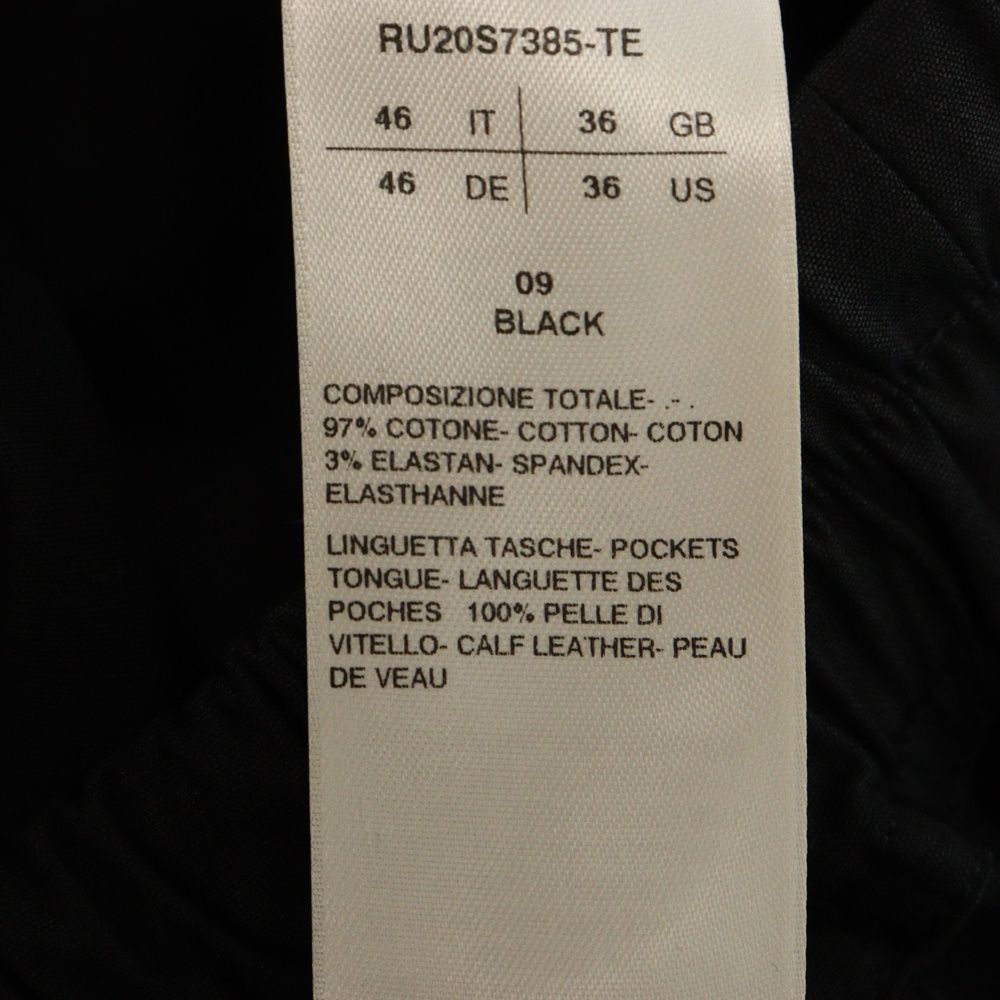 RU20S7385-TE
46 IT 36 GB
46 DE 36 US
09
BLACK
COMPOSIZIONE TOTALE- .- .
97% COTONE- COTTON- COTON
3% ELASTAN- SPANDEX-
ELASTHANNE
LINGUETTA TASCHE- POCKETS
TONGUE- LANGUETTE DES
POCHES 100% PELLE DI
VITELLO- CALF LEATHER- PEAU
DE VEAU